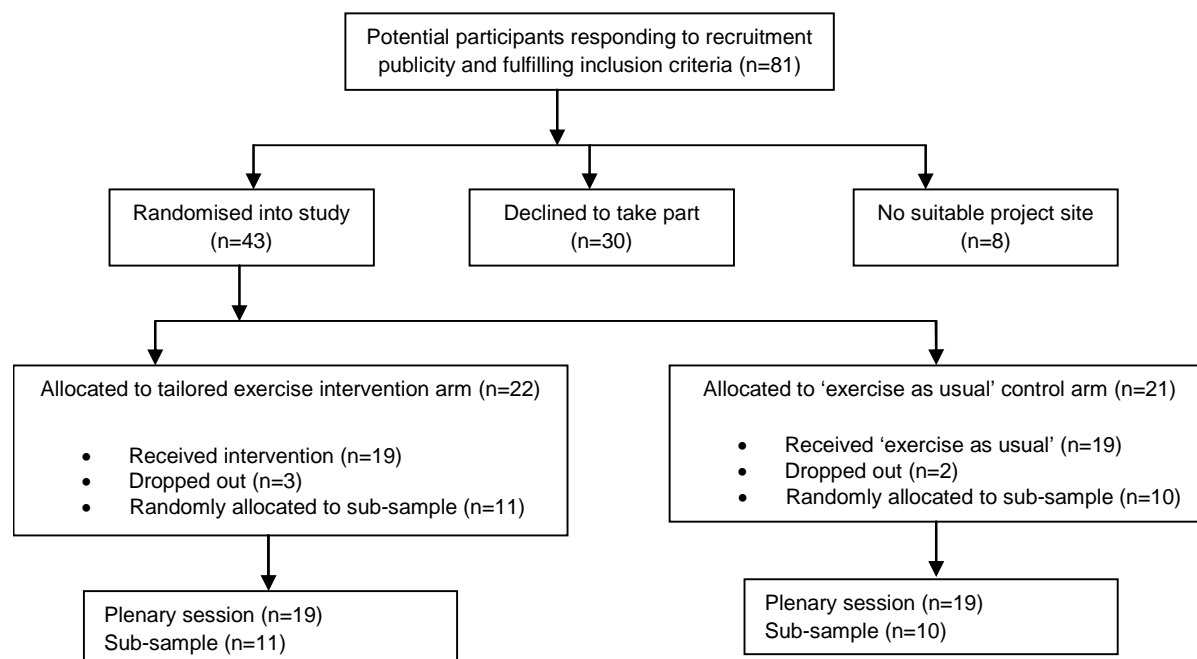 Potential participants responding to recruitment
publicity and fulfilling inclusion criteria (n=81)
Randomised into study
(n=43)
Declined to take part
(n=30)
No suitable project site
(n=8)
Allocated to tailored exercise intervention arm (n=22)
• Received intervention (n=19)
• Dropped out (n=3)
• Randomly allocated to sub-sample (n=11)
Allocated to ‘exercise as usual’ control arm (n=21)
• Received ‘exercise as usual’ (n=19)
• Dropped out (n=2)
• Randomly allocated to sub-sample (n=10)
Plenary session (n=19)
Sub-sample (n=11)
Plenary session (n=19)
Sub-sample (n=10)